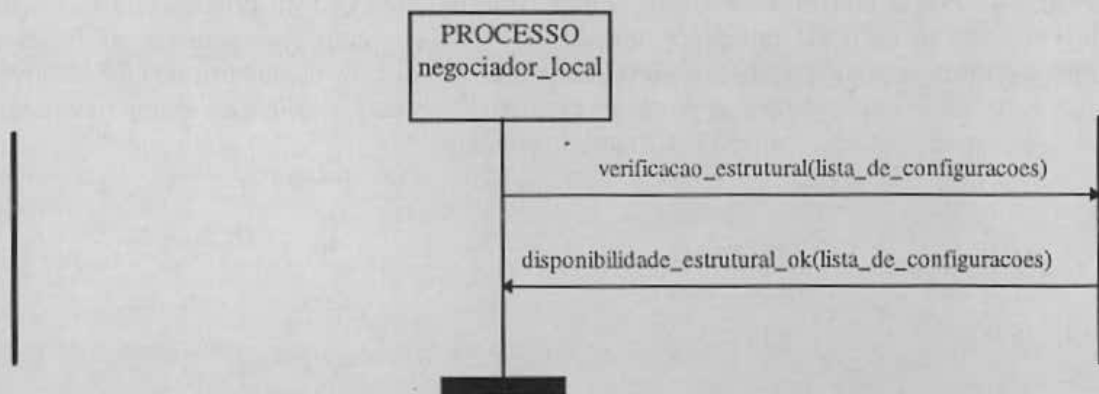 PROCESSO
negociador_local
verificacao_estrutural(lista_de_configuracoes)
disponibilidade_estrutural_ok(lista_de_configuracoes)